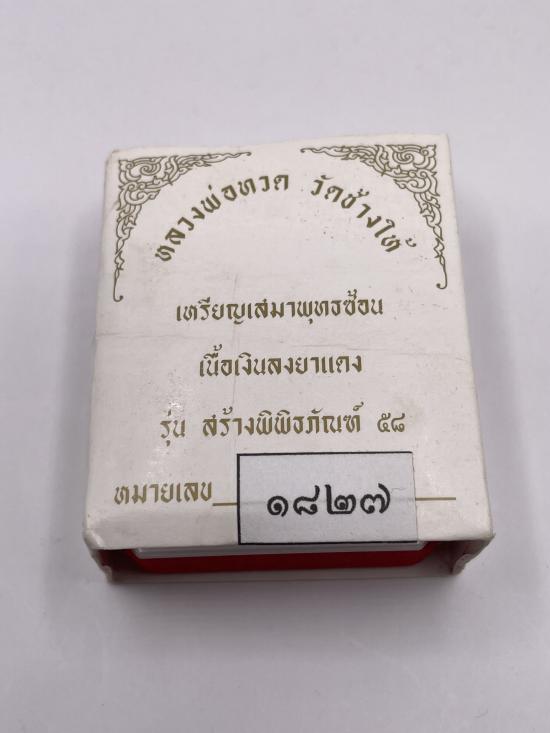 หลวงพ่อทวด วัดช้างให้
เหรียญเสมาพุทธซ้อน
เนื้อเงินลงยาแดง
รุ่น สร้างพิพิธภัณฑ์ ๕๘
หมายเลข ๑๘๒๗